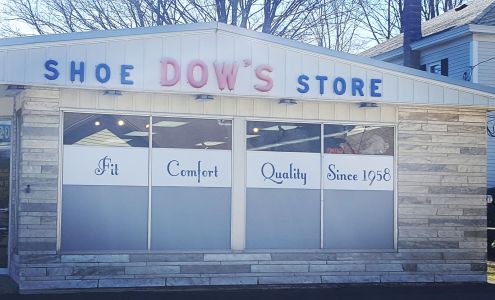 SHOE DOW'S STORE
Fit Comfort Quality Since 1958